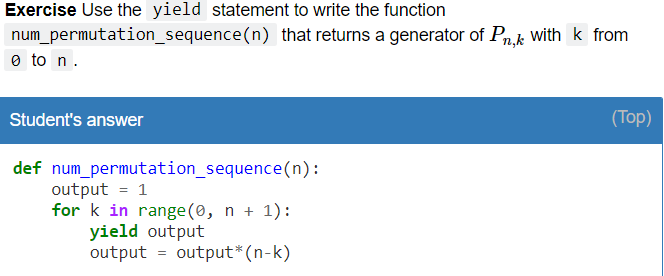 Exercise Use the yield statement to write the function
num_permutation_sequence(n) that returns a generator of Pn,k with k from
0 to n .
Student's answer
(Top)
def num_permutation_sequence(n):
    output = 1
    for k in range(0, n + 1):
        yield output
        output = output*(n-k)